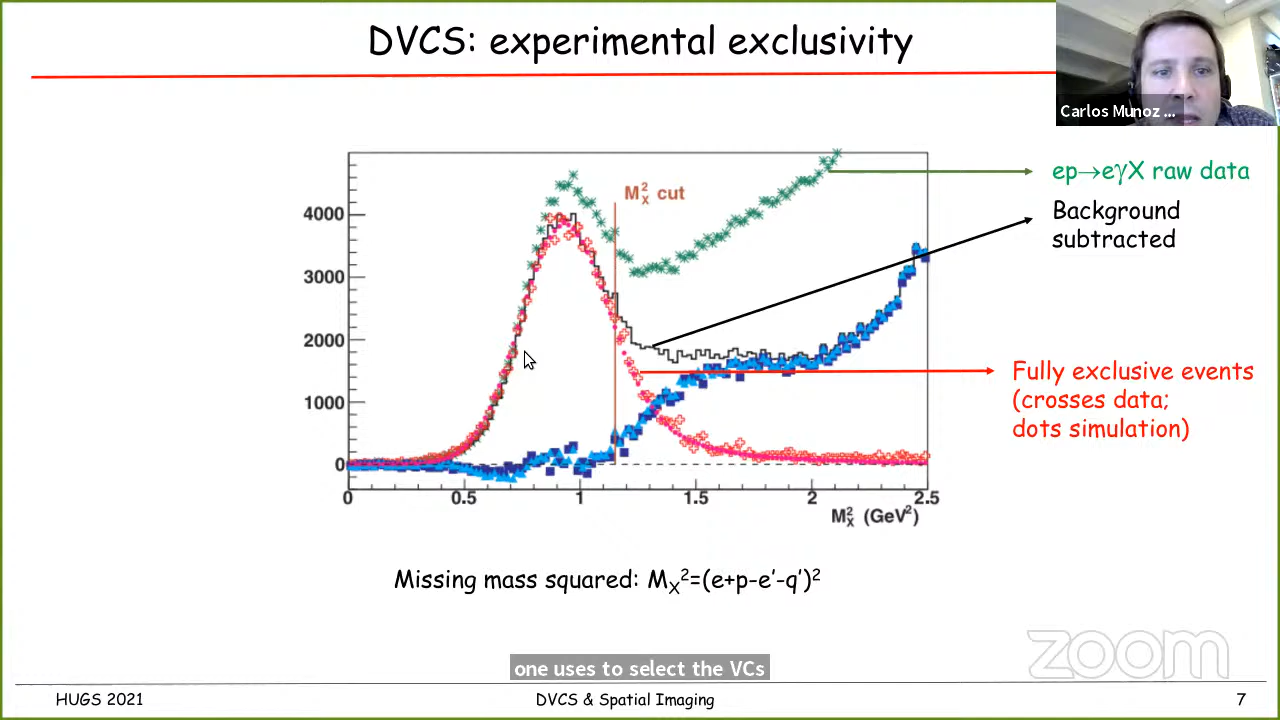 DVCS: experimental exclusivity
Carlos Munoz ...
M²X cut
ep→eγX raw data
Background
subtracted
4000
3000
2000
1000
0
Fully exclusive events
(crosses data;
dots simulation)
0 0.5 1 1.5 2 2.5
M²X (GeV²)
Missing mass squared: MX²=(e+p-e’-q’)²
zoom
one uses to select the VCs
HUGS 2021 DVCS & Spatial Imaging 7